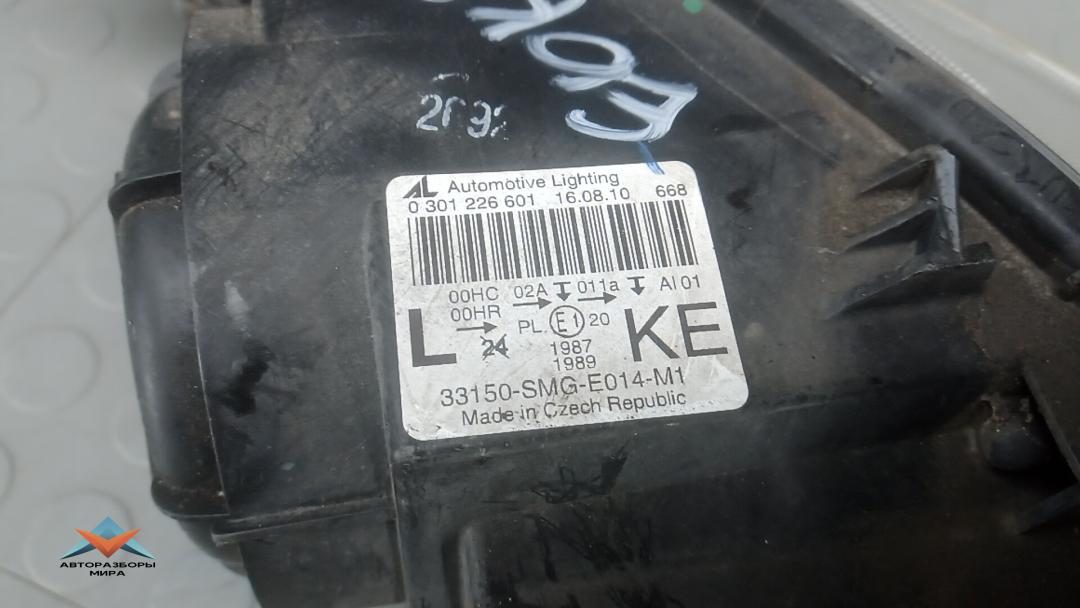 AL Automotive Lighting
0 301 226 601 16.08.10 668
00HC 02A 011a AI 01
00HR
L PL. E1 20 KE
24
1987
1989
33150-SMG-E014-M1
Made in Czech Republic
АВТОРАЗБОРЫ
МИРА